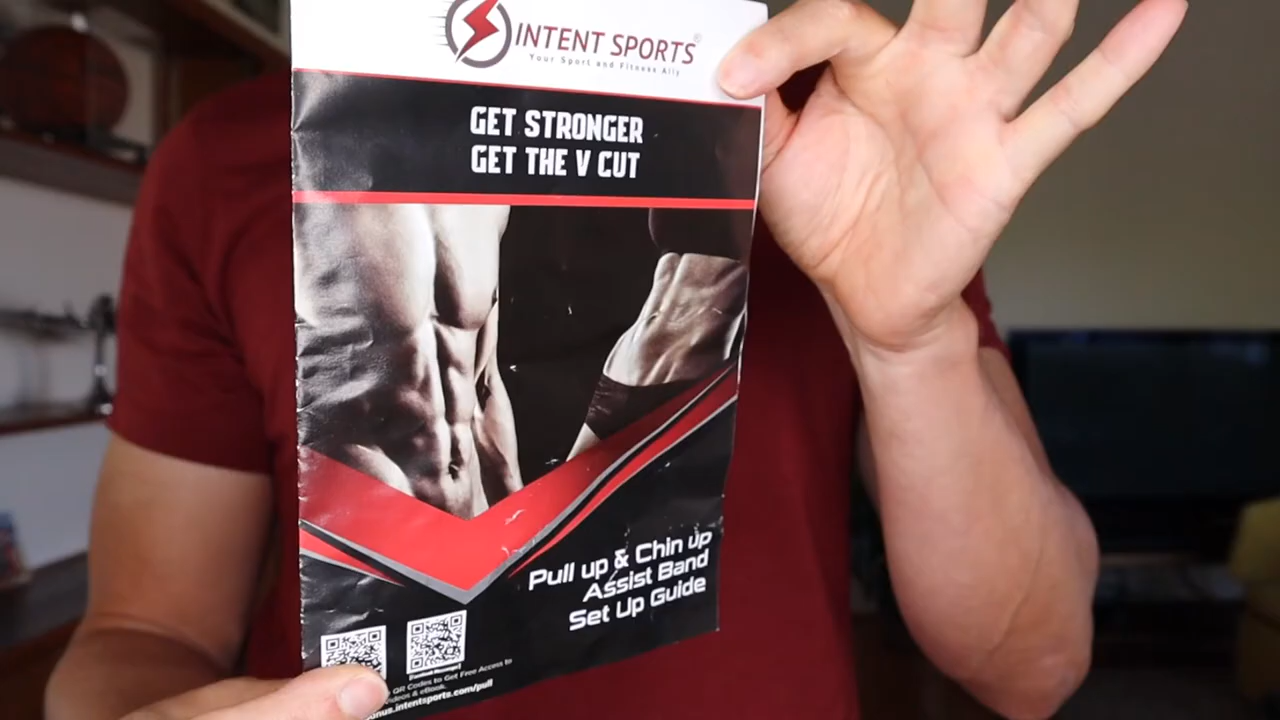 INTENT SPORTS®
Your Sport and Fitness Ally
GET STRONGER
GET THE V CUT
Pull up & Chin up
Assist Band
Set Up Guide
QR Codes to Get Free Access to
& eBook.
intentsports.com/pull